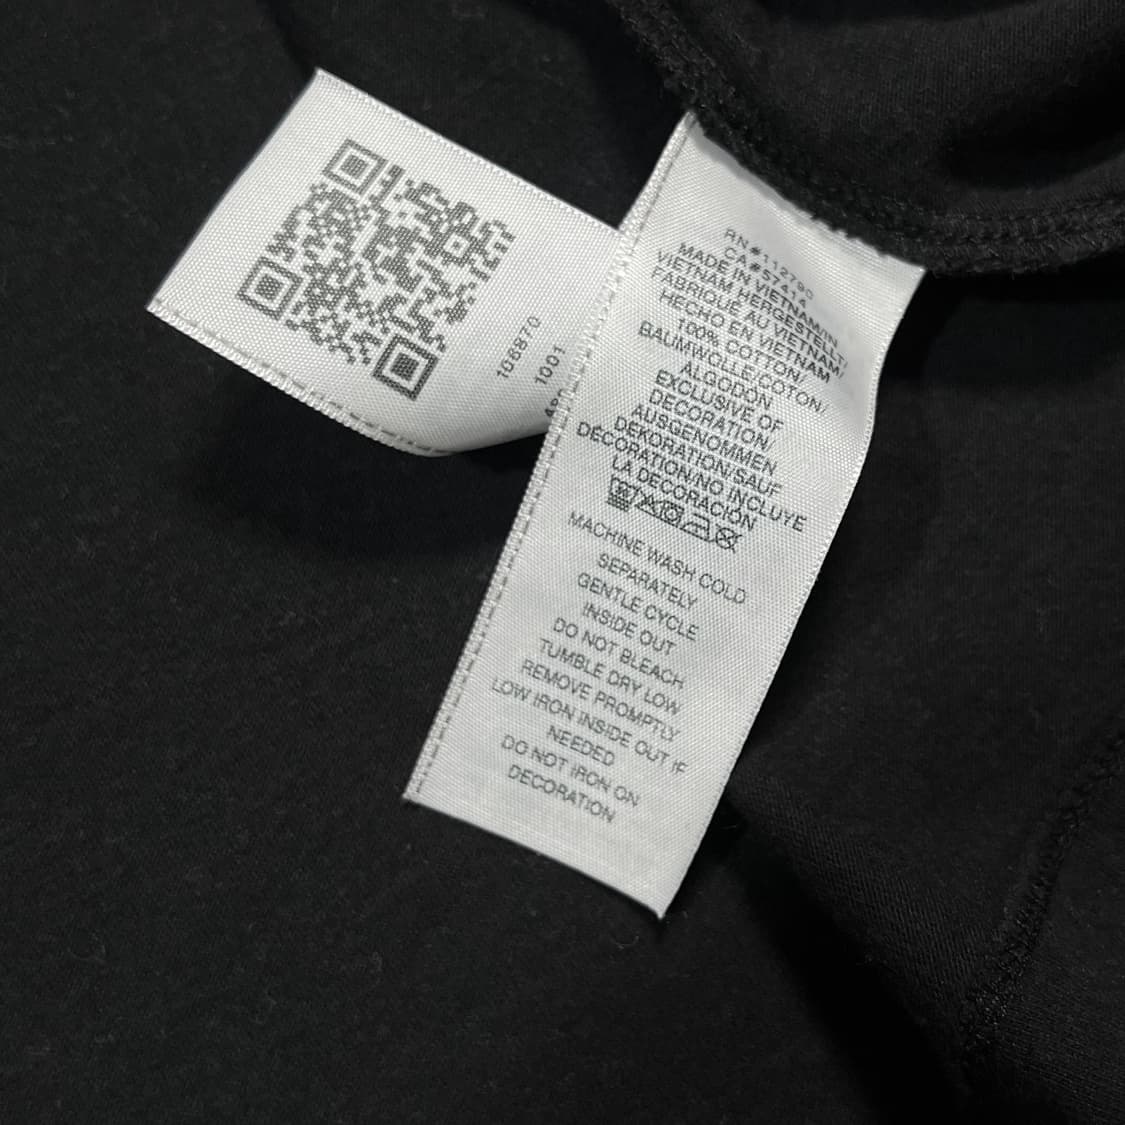 106870
1001
RN#112790
CA#57414
MADE IN VIETNAM/IN
VIETNAM HERGESTELLT/
FABRIQUÉ AU VIETNAM/
HECHO EN VIETNAM
100% COTTON/
BAUMWOLLE/COTON/
ALGODON
EXCLUSIVE OF
DECORATION/
AUSGENOMMEN
DEKORATION/SAUF
DÉCORATION/NO INCLUYE
LA DECORACIÓN
MACHINE WASH COLD
SEPARATELY
GENTLE CYCLE
INSIDE OUT
DO NOT BLEACH
TUMBLE DRY LOW
REMOVE PROMPTLY
LOW IRON INSIDE OUT IF
NEEDED
DO NOT IRON ON
DECORATION